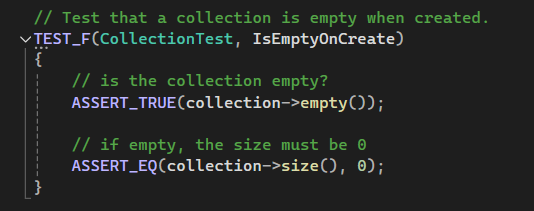 // Test that a collection is empty when created.
TEST_F(CollectionTest, IsEmptyOnCreate)
{
    // is the collection empty?
    ASSERT_TRUE(collection->empty());

    // if empty, the size must be 0
    ASSERT_EQ(collection->size(), 0);
}